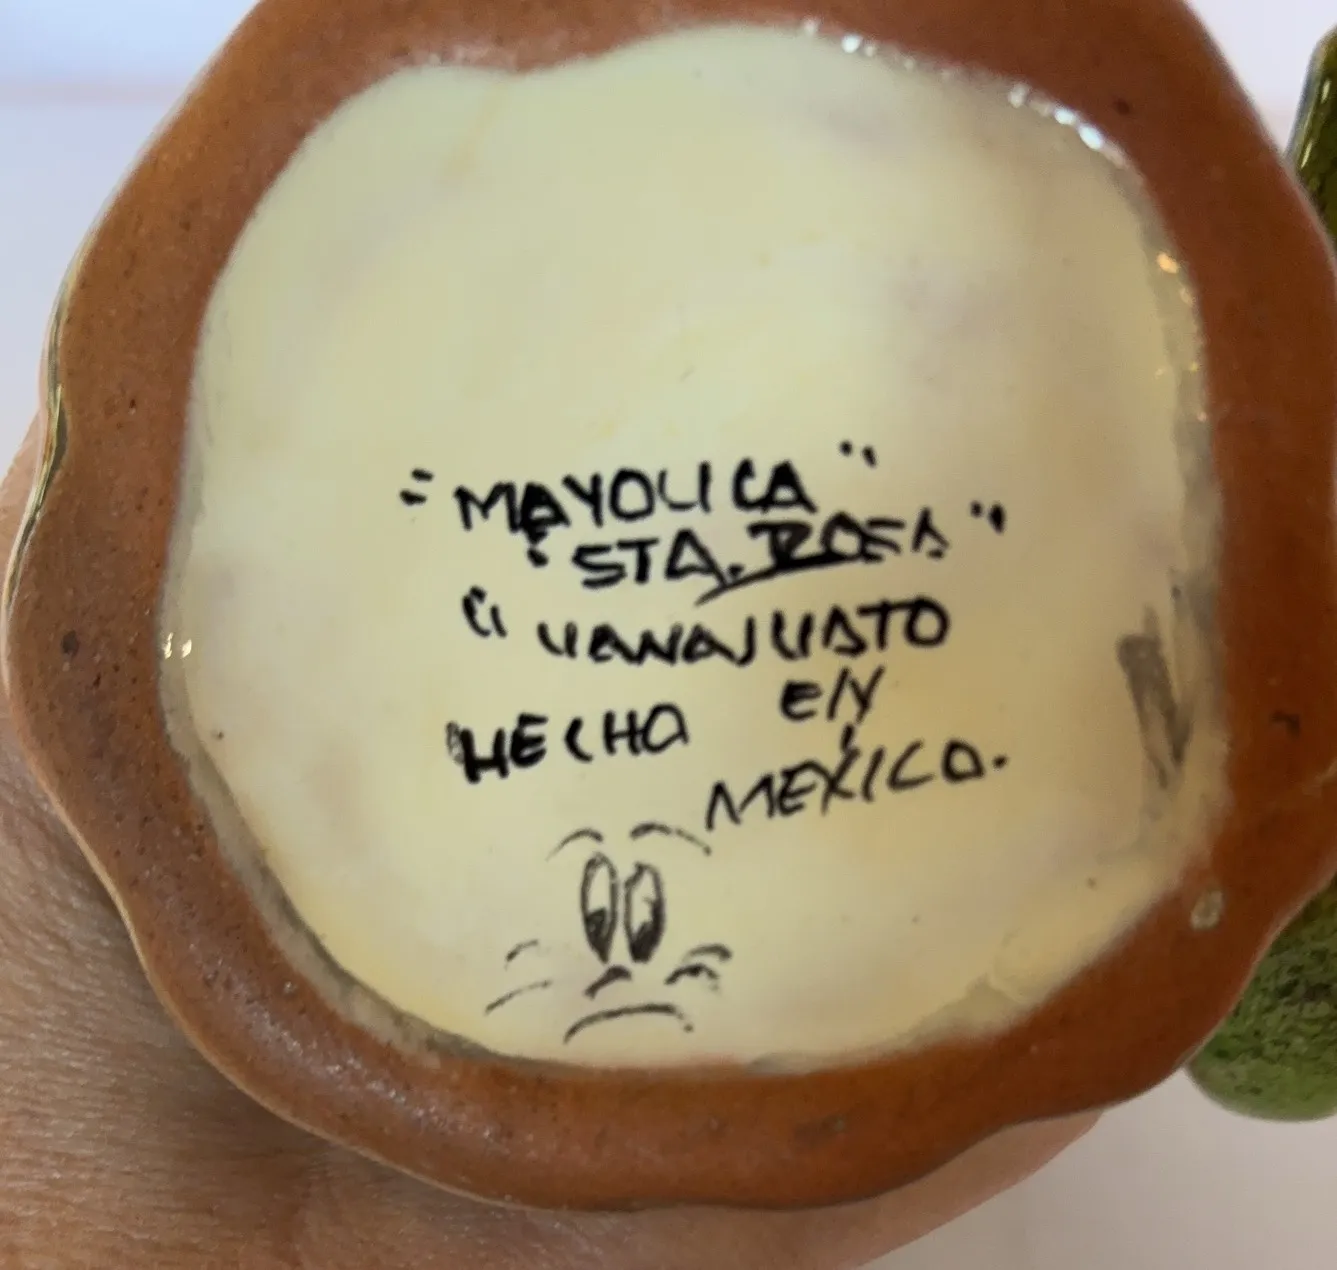 "MAYOLICA"
"STA. ROSA"
GUANAJUATO
HECHO EN
MEXICO.